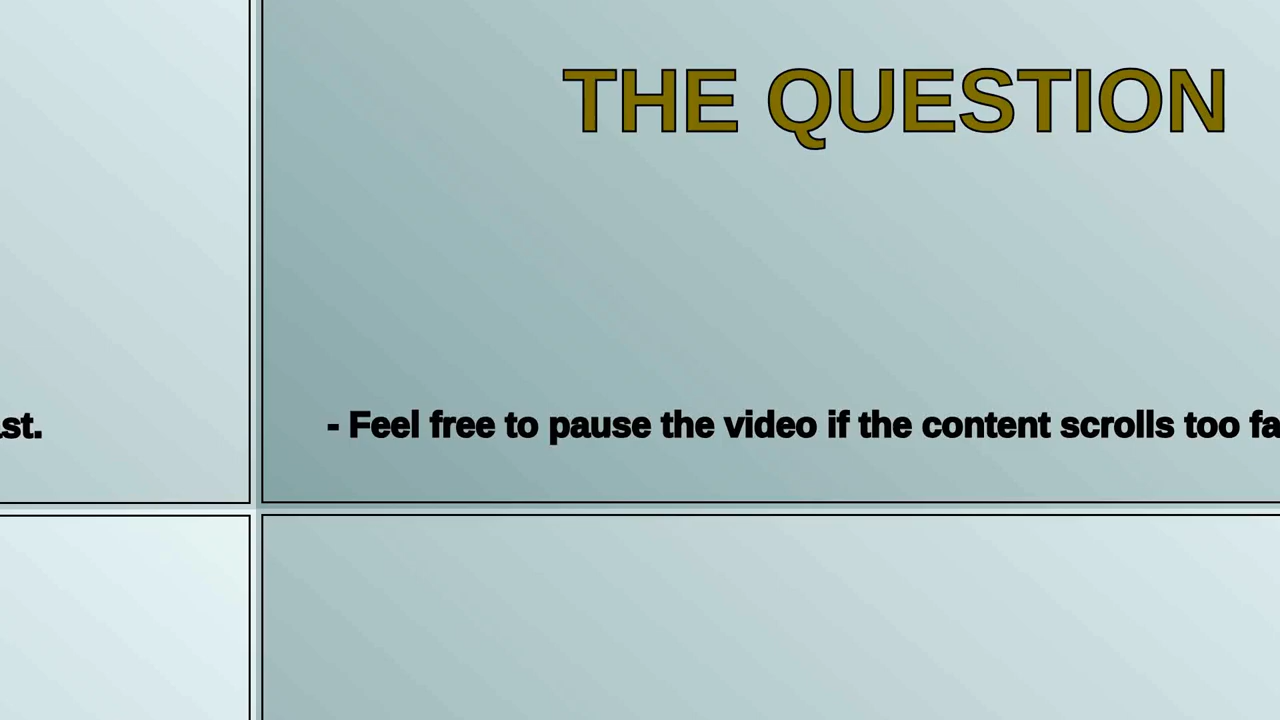 THE QUESTION
st.
- Feel free to pause the video if the content scrolls too fa